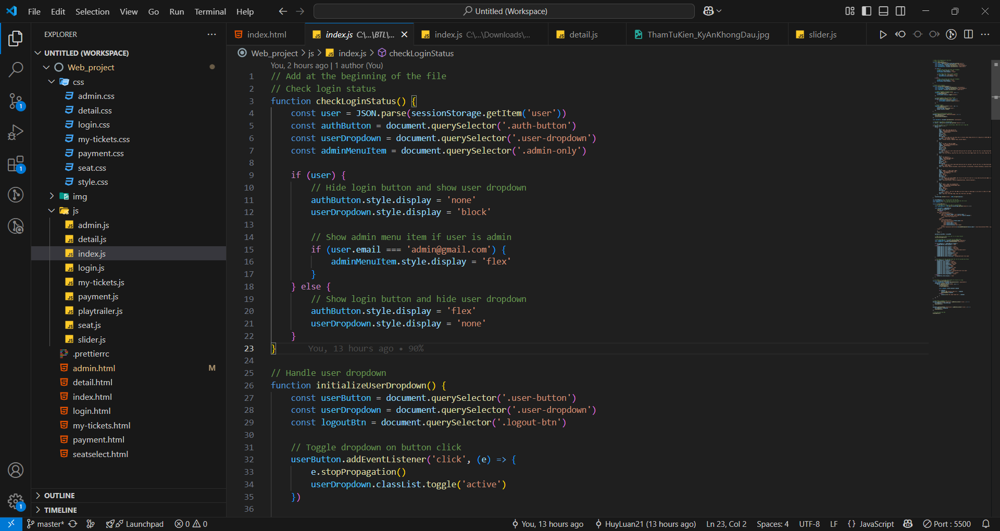 File Edit Selection View Go Run Terminal Help
Untitled (Workspace)
EXPLORER
index.html
index.js C:\...\BTL\...
index.js C:\...\Downloads\...
detail.js
ThamTuKien_KyAnKhongDau.jpg
slider.js
UNTITLED (WORKSPACE)
Web_project
css
admin.css
detail.css
login.css
my-tickets.css
payment.css
seat.css
style.css
img
js
admin.js
detail.js
index.js
login.js
my-tickets.js
payment.js
playtrailer.js
seat.js
slider.js
.prettierrc
admin.html M
detail.html
index.html
login.html
my-tickets.html
payment.html
seatselect.html
OUTLINE
TIMELINE
1
1
1
Web_project > js > index.js > checkLoginStatus
You, 2 hours ago | 1 author (You)
1 // Add at the beginning of the file
2 // Check login status
3 function checkLoginStatus() {
4 const user = JSON.parse(sessionStorage.getItem('user'))
5 const authButton = document.querySelector('.auth-button')
6 const userDropdown = document.querySelector('.user-dropdown')
7 const adminMenuItem = document.querySelector('.admin-only')
8
9 if (user) {
10 // Hide login button and show user dropdown
11 authButton.style.display = 'none'
12 userDropdown.style.display = 'block'
13
14 // Show admin menu item if user is admin
15 if (user.email === 'admin@gmail.com') {
16 adminMenuItem.style.display = 'flex'
17 }
18 } else {
19 // Show login button and hide user dropdown
20 authButton.style.display = 'flex'
21 userDropdown.style.display = 'none'
22 }
23 } You, 13 hours ago • 90%
24
25 // Handle user dropdown
26 function initializeUserDropdown() {
27 const userButton = document.querySelector('.user-button')
28 const userDropdown = document.querySelector('.user-dropdown')
29 const logoutBtn = document.querySelector('.logout-btn')
30
31 // Toggle dropdown on button click
32 userButton.addEventListener('click', (e) => {
33 e.stopPropagation()
34 userDropdown.classList.toggle('active')
35 })
36
master* Launchpad 0 0 You, 13 hours ago HuyLuan21 (13 hours ago) Ln 23, Col 2 Spaces: 4 UTF-8 LF {} JavaScript Port : 5500